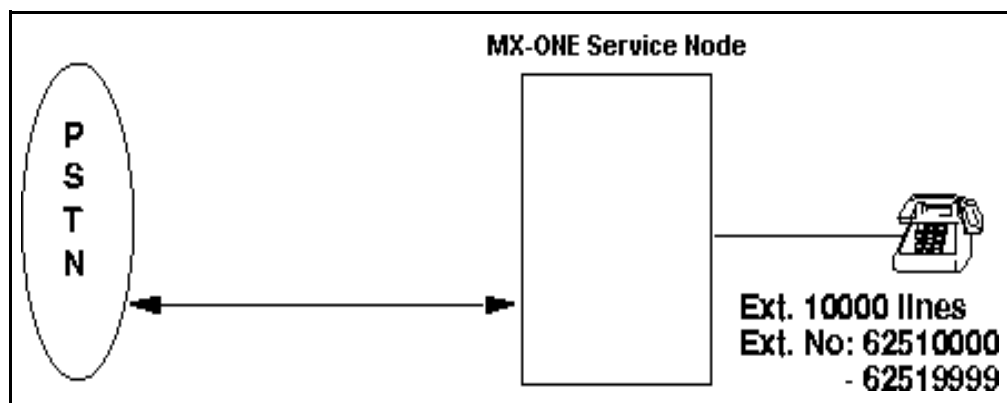 MX-ONE Service Node
P
S
T
N
Ext. 10000 lines
Ext. No: 62510000
- 62519999